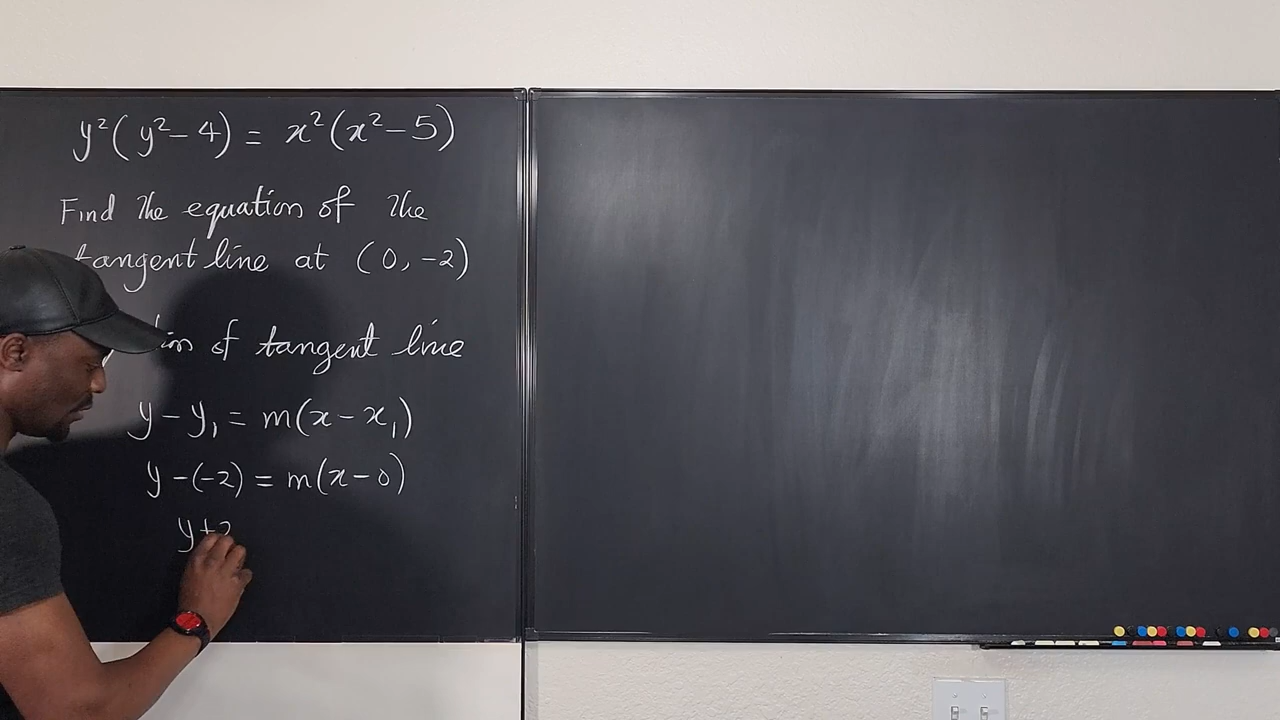 y²(y²-4) = x²(x²-5)
Find the equation of the
tangent line at (0, -2)
of tangent line
y - y₁ = m(x - x₁)
y - (-2) = m(x - 0)
y + 2